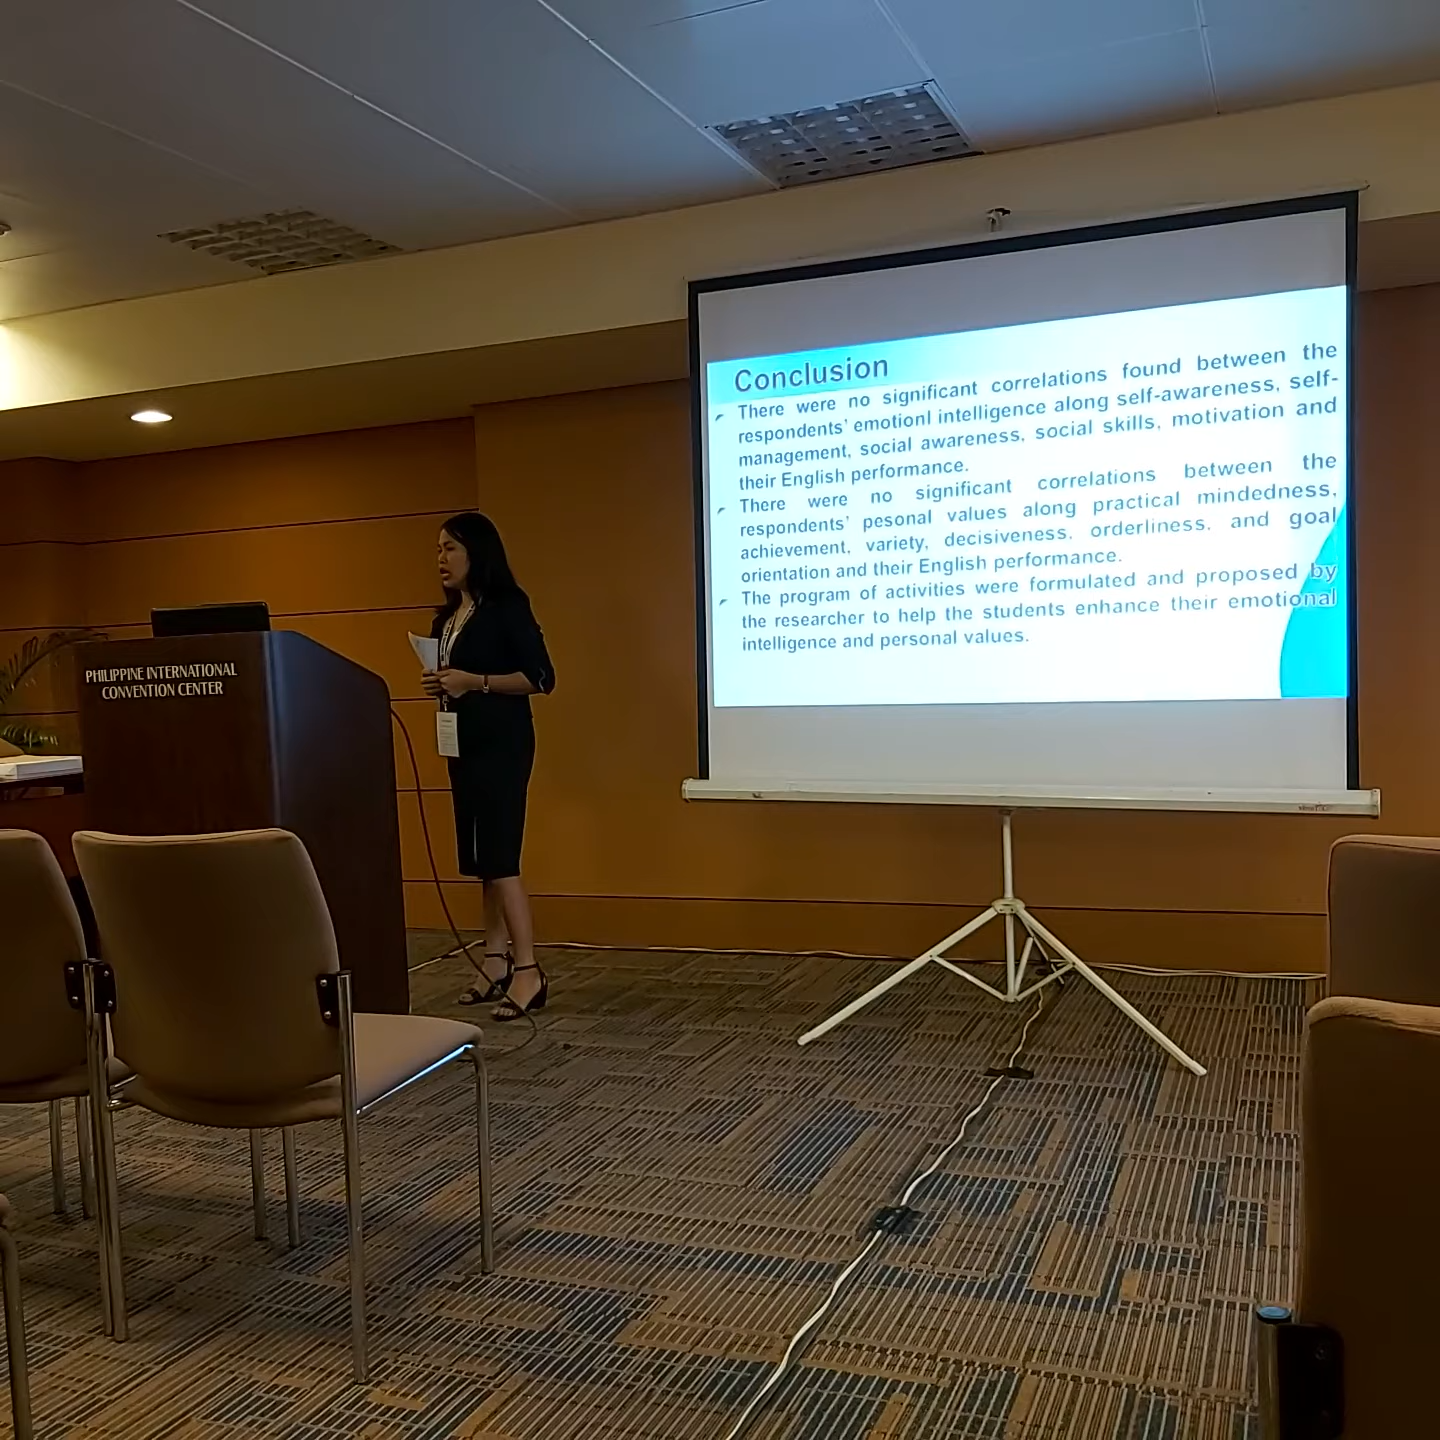 PHILIPPINE INTERNATIONAL
CONVENTION CENTER
Conclusion
There were no significant correlations found between the
respondents' emotionl intelligence along self-awareness, self-
management, social awareness, social skills, motivation and
their English performance.
There were no significant correlations between the
respondents' pesonal values along practical mindedness,
achievement, variety, decisiveness, orderliness, and goal
orientation and their English performance.
The program of activities were formulated and proposed by
the researcher to help the students enhance their emotional
intelligence and personal values.